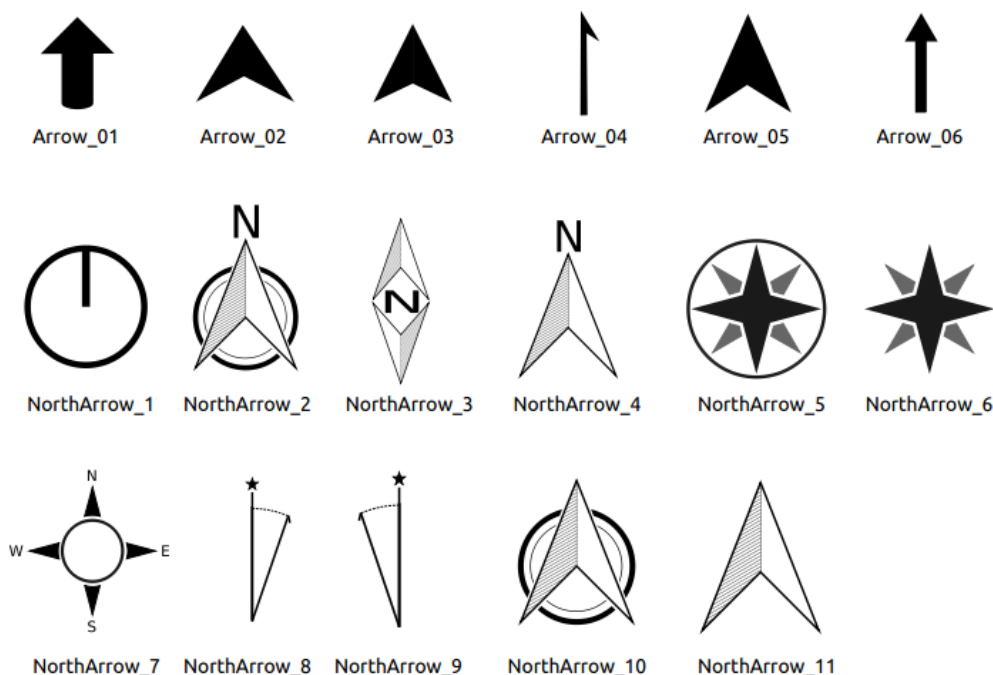 Arrow_01 Arrow_02 Arrow_03 Arrow_04 Arrow_05 Arrow_06
N N
N
NorthArrow_1 NorthArrow_2 NorthArrow_3 NorthArrow_4 NorthArrow_5 NorthArrow_6
N
W E
S
NorthArrow_7 NorthArrow_8 NorthArrow_9 NorthArrow_10 NorthArrow_11